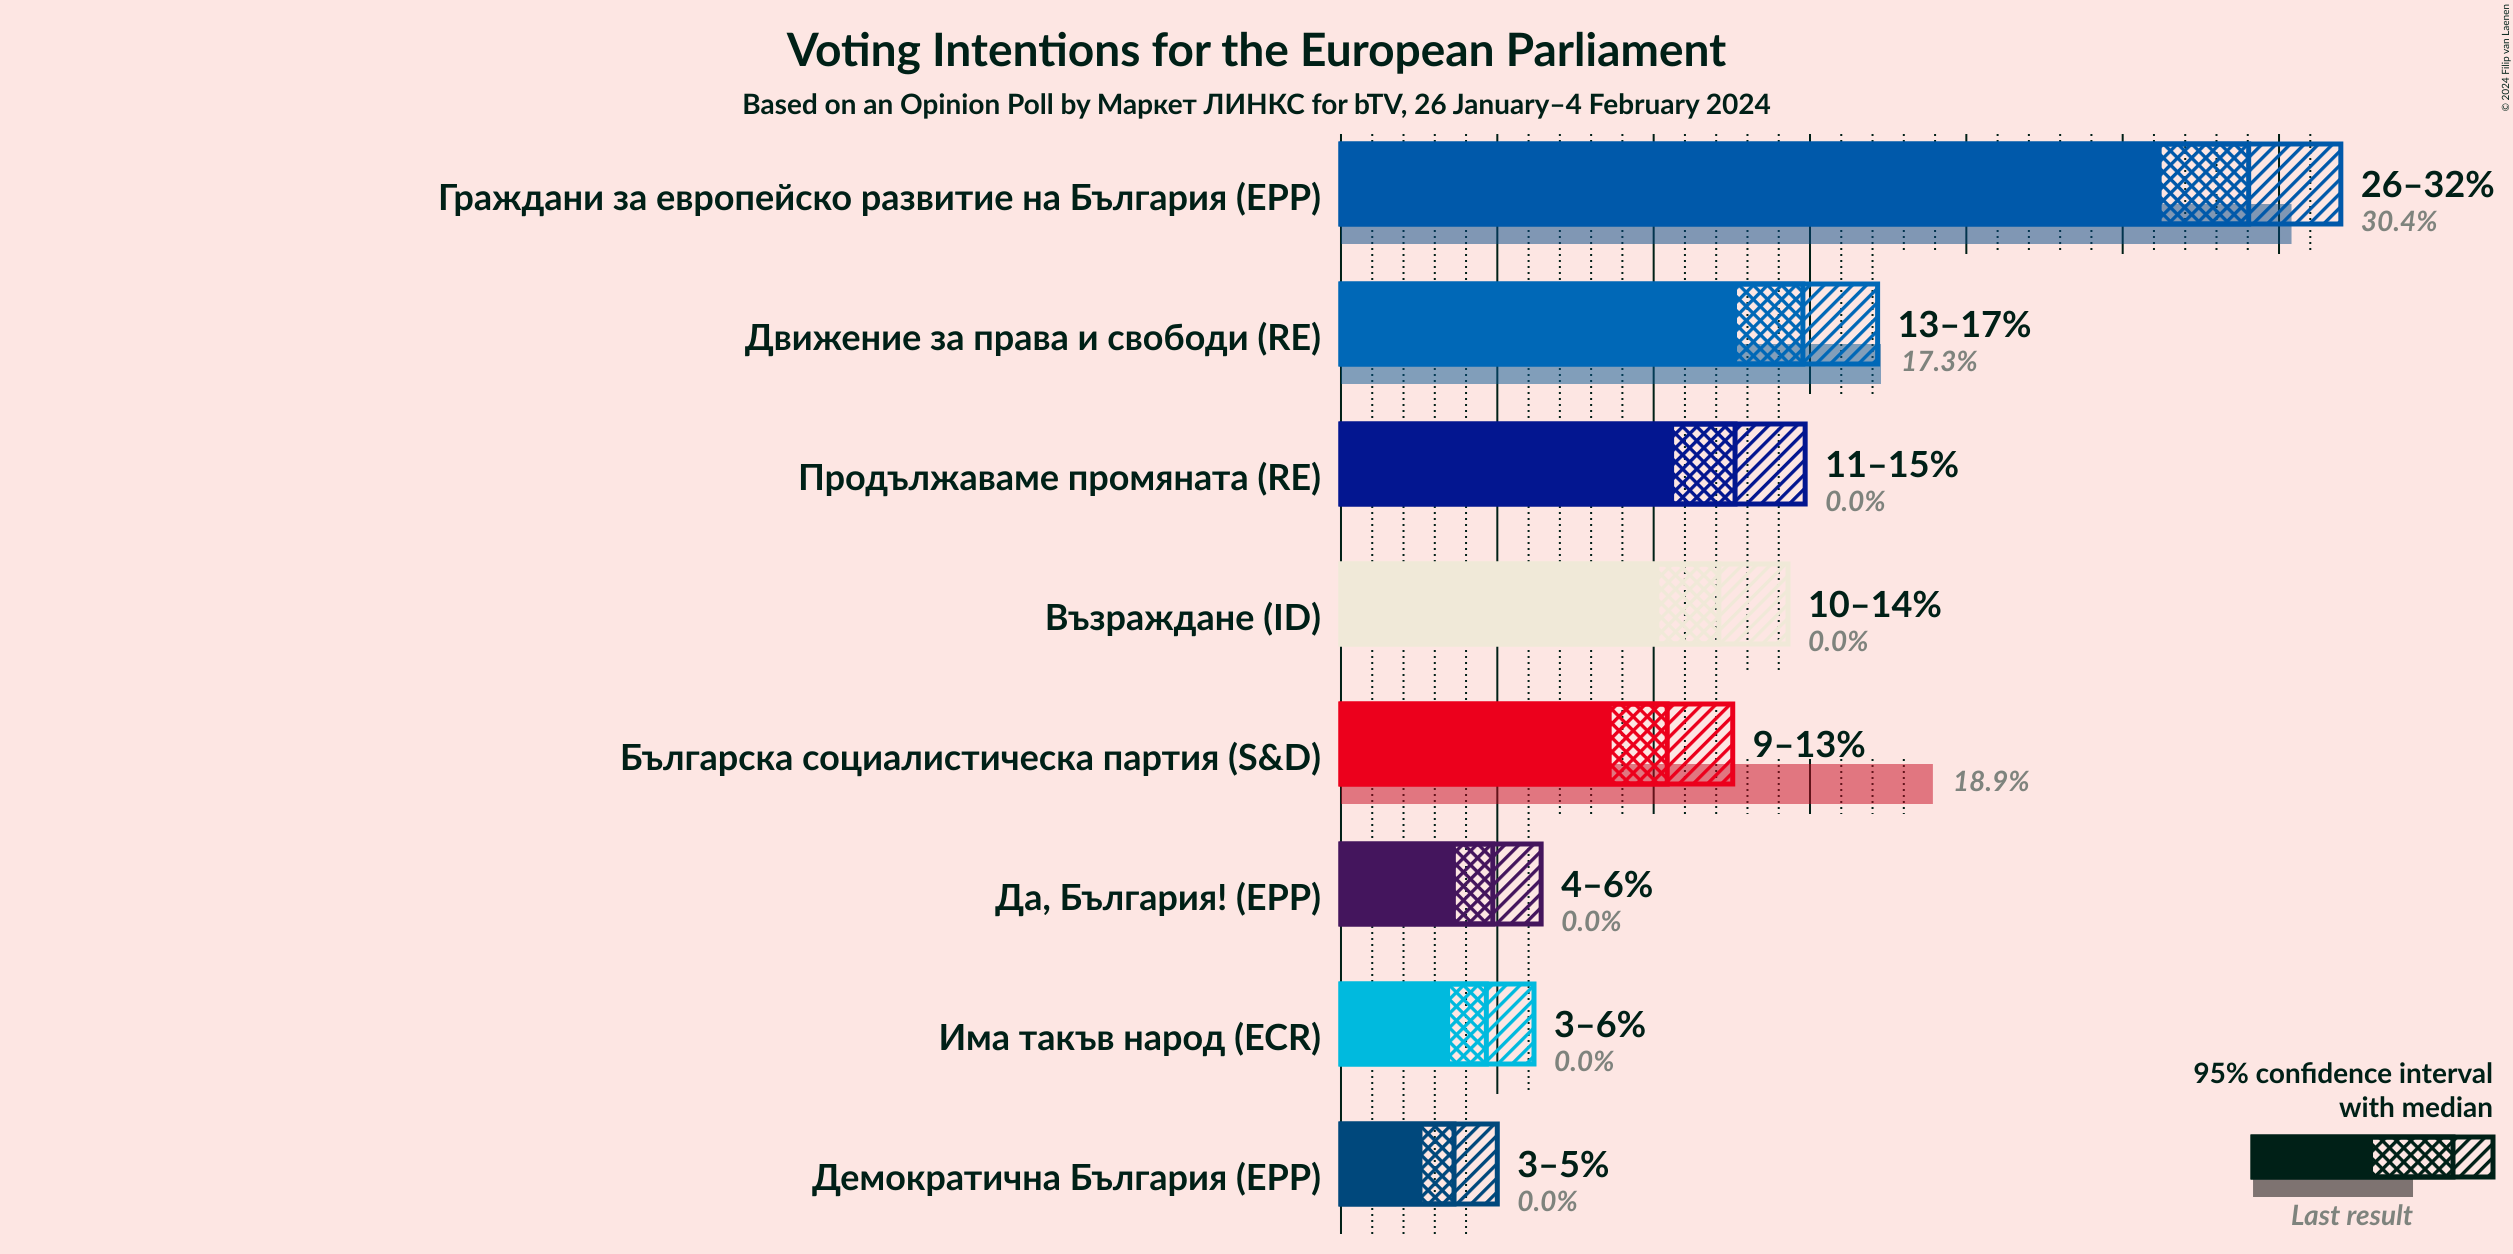 Voting Intentions for the European Parliament
Based on an Opinion Poll by Маркет ЛИНКС for bTV, 26 January–4 February 2024
© 2024 Filip van Laenen
Граждани за европейско развитие на България (EPP)
26–32%
30.4%
Движение за права и свободи (RE)
13–17%
17.3%
Продължаваме промяната (RE)
11–15%
0.0%
Възраждане (ID)
10–14%
0.0%
Българска социалистическа партия (S&D)
9–13%
18.9%
Да, България! (EPP)
4–6%
0.0%
Има такъв народ (ECR)
3–6%
0.0%
Демократична България (EPP)
3–5%
0.0%
95% confidence interval
with median
Last result